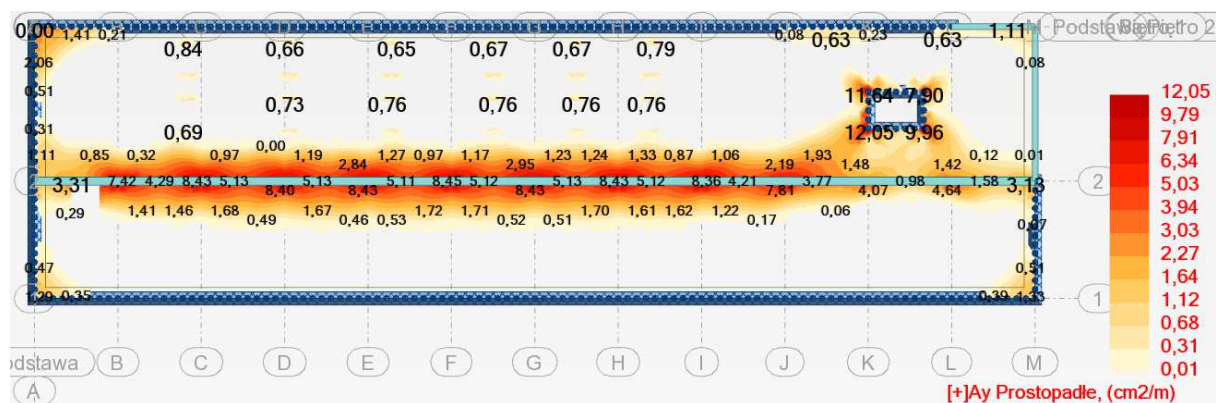 0,00 1,41 0,21 0,08 0,63 0,23 0,63 1,11 Podstawa Piętro 2
0,84 0,66 0,65 0,67 0,67 0,79
2,06 0,08
0,51 11,64 7,90
0,73 0,76 0,76 0,76 0,76
0,31 0,69 12,05 9,96
0,00
1,11 0,85 0,32 0,97 1,19 1,27 0,97 1,17 1,23 1,24 1,33 0,87 1,06 1,93 0,12 0,01
2,84 2,95 2,19 1,48 1,42
3,31 7,42 4,29 8,43 5,13 5,13 5,11 8,45 5,12 5,13 8,43 5,12 8,36 4,21 3,77 0,98 1,58 3,13 2
8,40 8,43 8,43 7,81 4,07 4,64
0,29 1,41 1,46 1,68 1,67 1,72 1,71 1,70 1,61 1,62 1,22 0,06
0,49 0,46 0,53 0,52 0,51 0,17 0,07
0,47 0,51
1,29 0,35 0,39 1,33 1
B C D E F G H I J K L M
A
12,05
9,79
7,91
6,34
5,03
3,94
3,03
2,27
1,64
1,12
0,68
0,31
0,01
[+]Ay Prostopadłe, (cm2/m)